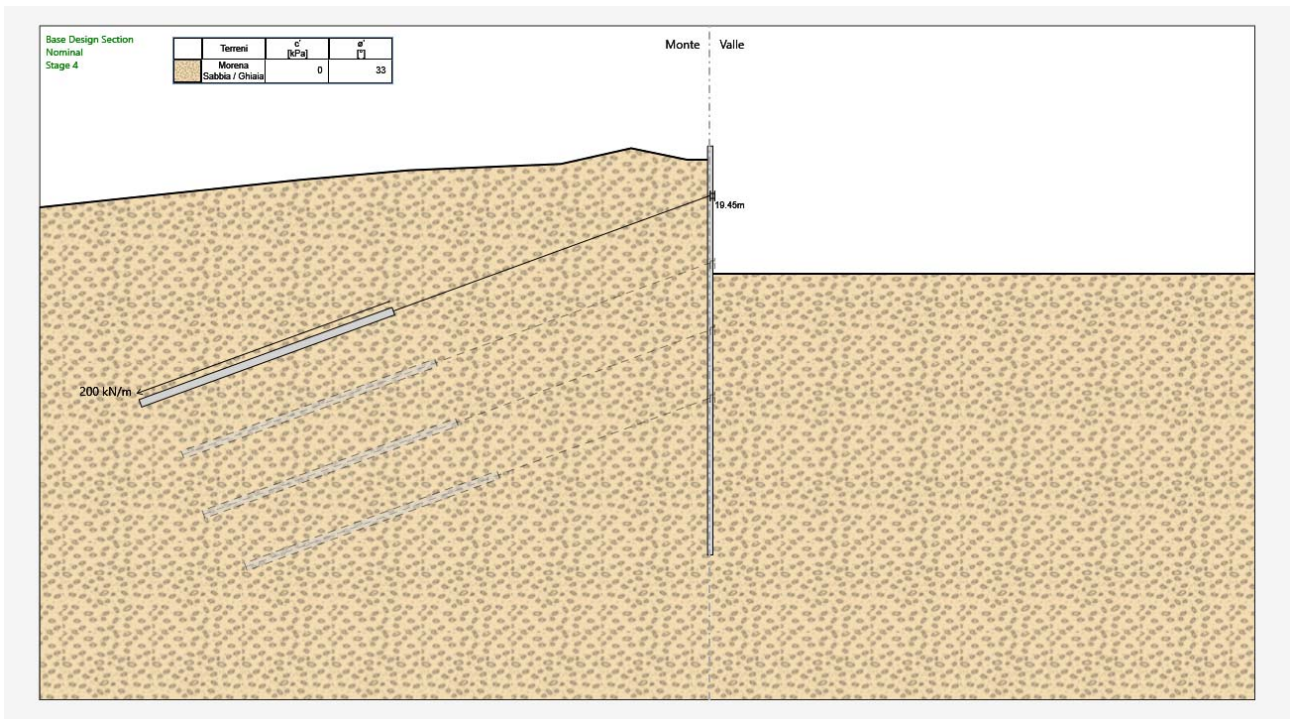 Base Design Section
Nominal
Stage 4
Terreni c' ø'
[kPa] [°]
Morena
Sabbia / Ghiaia 0 33
Monte Valle
19.45m
200 kN/m